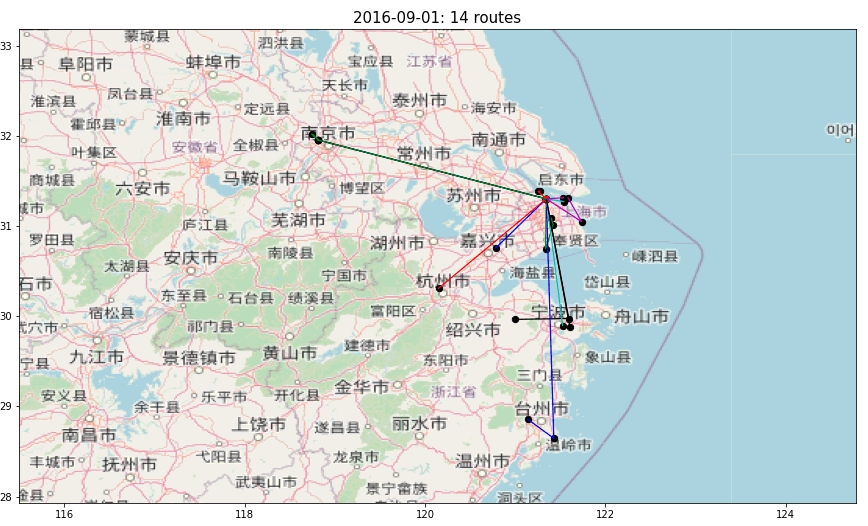 2016-09-01: 14 routes
33
蒙城县
泗洪县
阜阳市
蚌埠市
宝应县
江苏省
天长市
凤台县
淮滨县
泰州市
定远县
海安县
淮南市
霍邱县
32
南京市
이어
南通市
全椒县
安徽省
叶集区
常州市
马鞍山市
商城县
启东市
六安市
博望区
苏州市
芜湖市
上海市
庐江县
31
罗田县
嘉兴市
奉贤区
湖州市
南陵县
安庆市
嵊泗县
太湖县
海盐县
宁国市
杭州市
岱山县
石市
东至县
石台县
绩溪县
宿松县
富阳区
宁波市
舟山市
30
祁门县
绍兴市
九江市
黄山市
建德市
景德镇市
象山县
东阳市
三门县
金华市
安义县
乐平市
开化县
浙江省
29
余干县
台州市
上饶市
丽水市
南昌市
遂昌县
温岭市
弋阳县
龙泉市
丰城市
抚州市
温州市
武夷山市
景宁畲族
28
洞头区
116
118
120
122
124